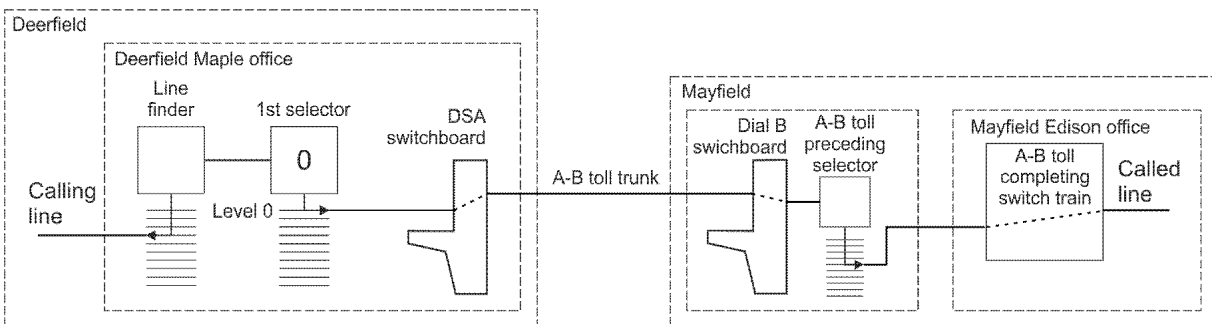 Deerfield
Deerfield Maple office
Line
finder
1st selector
0
Level 0
Calling
line
DSA
switchboard
A-B toll trunk
Mayfield
Dial B
swichboard
A-B toll
preceding
selector
Mayfield Edison office
A-B toll
completing
switch train
Called
line